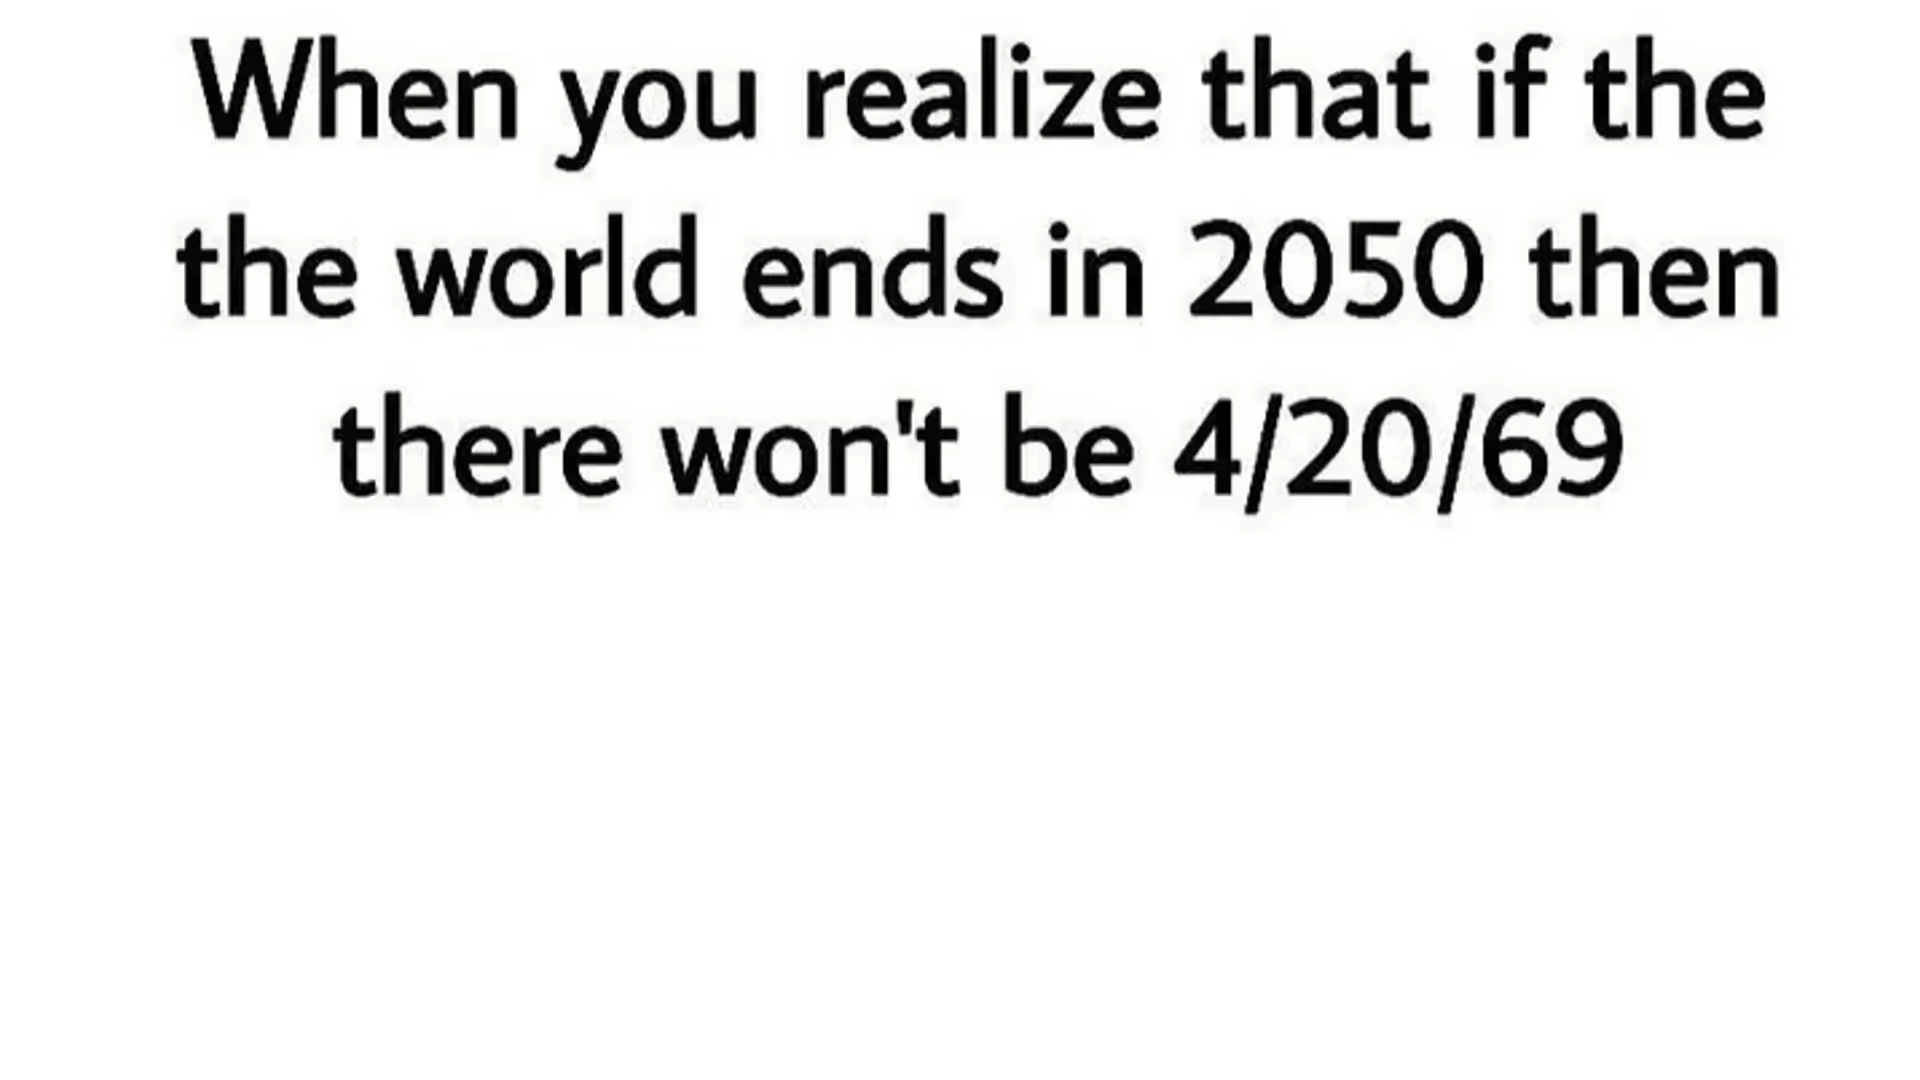 When you realize that if the
the world ends in 2050 then
there won't be 4/20/69